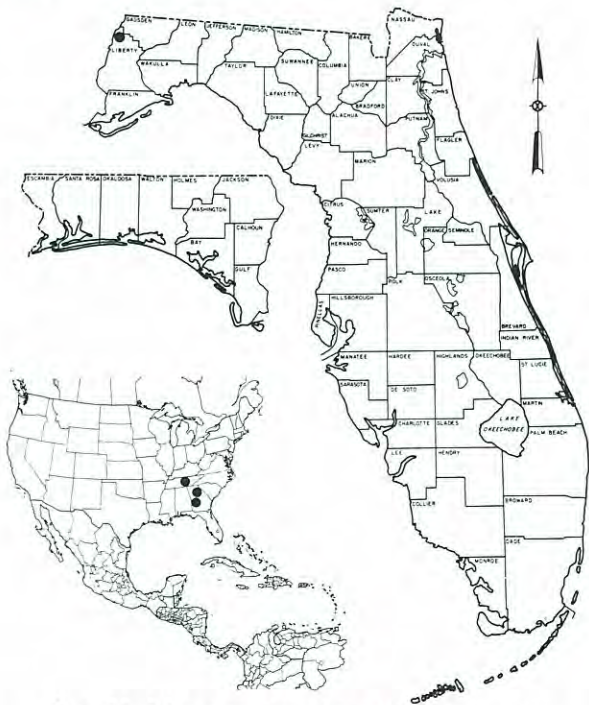 NASSAU
GADSDEN
LEON
JEFFERSON
MADISON
HAMILTON
BAKER
DUVAL
LIBERTY
WAKULLA
TAYLOR
SUWANNEE
COLUMBIA
FRANKLIN
LAFAYETTE
UNION
BRADFORD
CLAY
ST. JOHNS
DIXIE
GILCHRIST
ALACHUA
PUTNAM
LEVY
FLAGLER
MARION
VOLUSIA
ESCAMBIA
SANTA ROSA
OKALOOSA
WALTON
HOLMES
JACKSON
WASHINGTON
BAY
CALHOUN
GULF
CITRUS
SUMTER
LAKE
HERNANDO
ORANGE
SEMINOLE
PASCO
POLK
OSCEOLA
HILLSBOROUGH
PINELLAS
BREVARD
INDIAN RIVER
MANATEE
HARDEE
HIGHLANDS
OKEECHOBEE
ST LUCIE
SARASOTA
DE SOTO
MARTIN
CHARLOTTE
GLADES
LAKE
OKEECHOBEE
PALM BEACH
LEE
HENDRY
COLLIER
BROWARD
DADE
MONROE